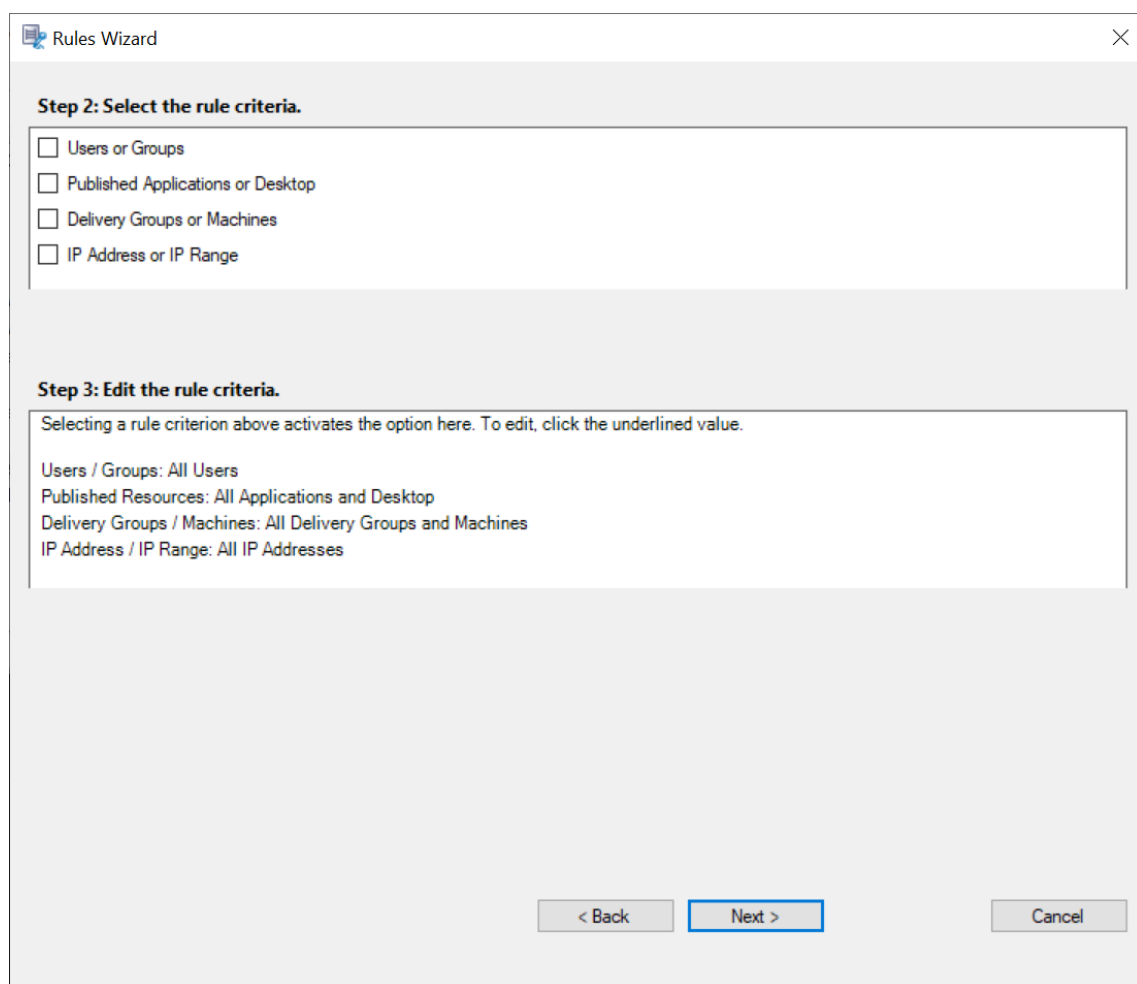 Rules Wizard
Step 2: Select the rule criteria.
Users or Groups
Published Applications or Desktop
Delivery Groups or Machines
IP Address or IP Range
Step 3: Edit the rule criteria.
Selecting a rule criterion above activates the option here. To edit, click the underlined value.
Users / Groups: All Users
Published Resources: All Applications and Desktop
Delivery Groups / Machines: All Delivery Groups and Machines
IP Address / IP Range: All IP Addresses
< Back Next > Cancel